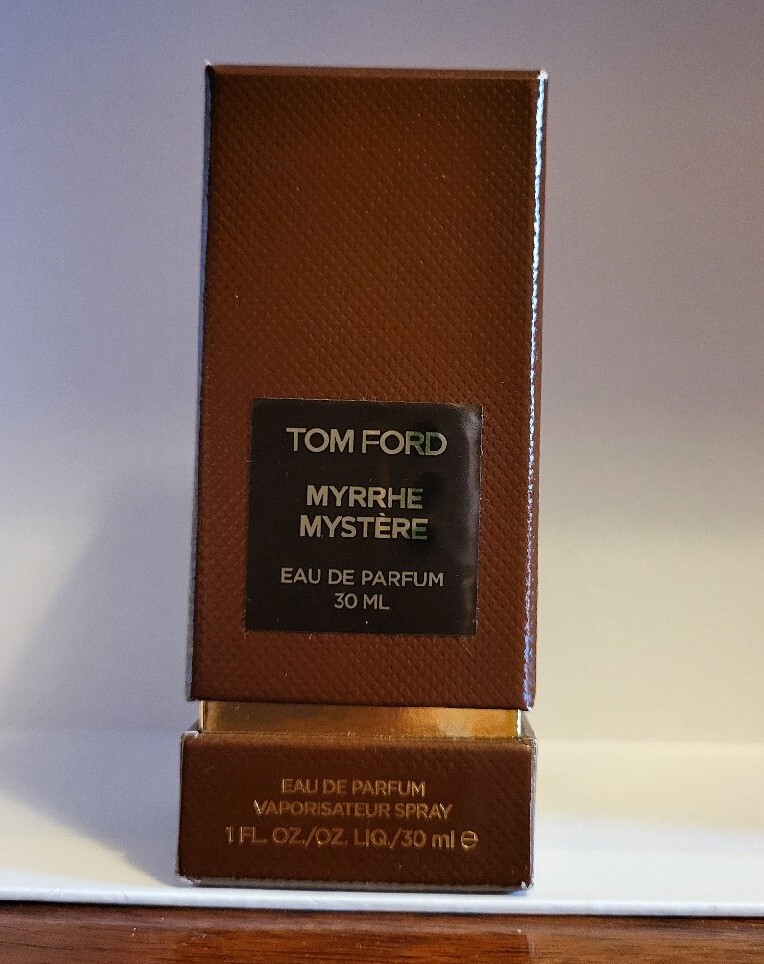 TOM FORD
MYRRHE
MYSTÈRE
EAU DE PARFUM
30 ML
EAU DE PARFUM
VAPORISATEUR SPRAY
1 FL. OZ./OZ. LIQ./30 ml ℮